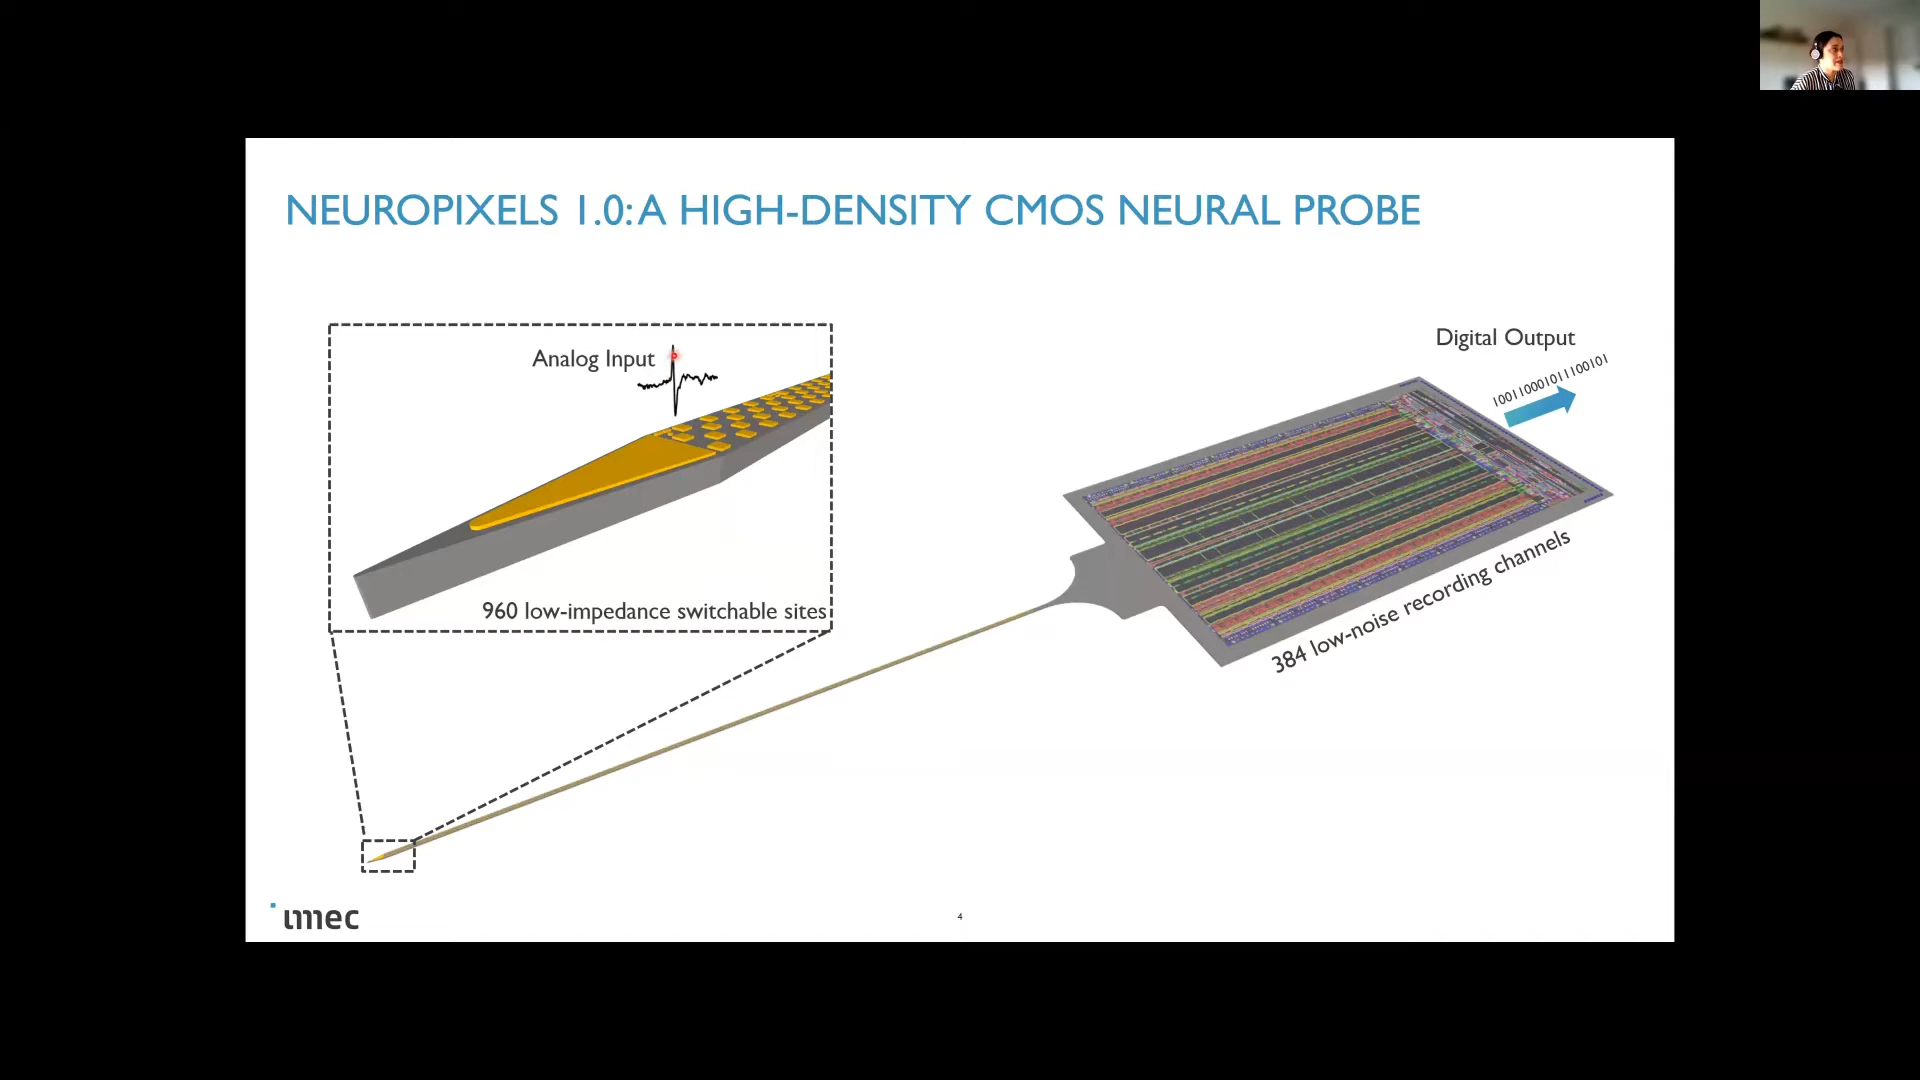 NEUROPIXELS 1.0: A HIGH-DENSITY CMOS NEURAL PROBE
Analog Input
960 low-impedance switchable sites
Digital Output
1001100010111100101
384 low-noise recording channels
imec
4